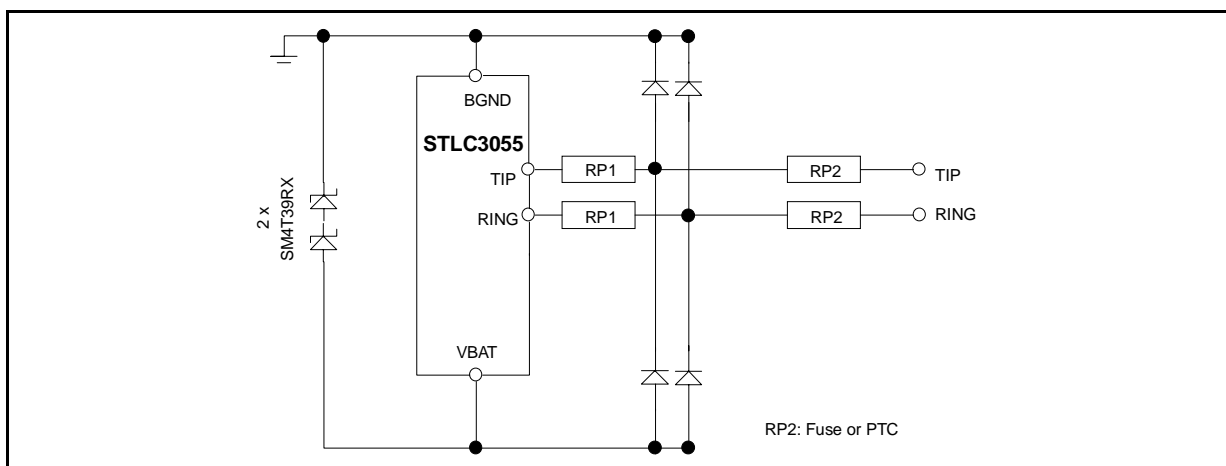 BGND
STLC3055
TIP
RP1
RP2
TIP
RING
RP1
RP2
RING
2 x
SM4T39RX
VBAT
RP2: Fuse or PTC